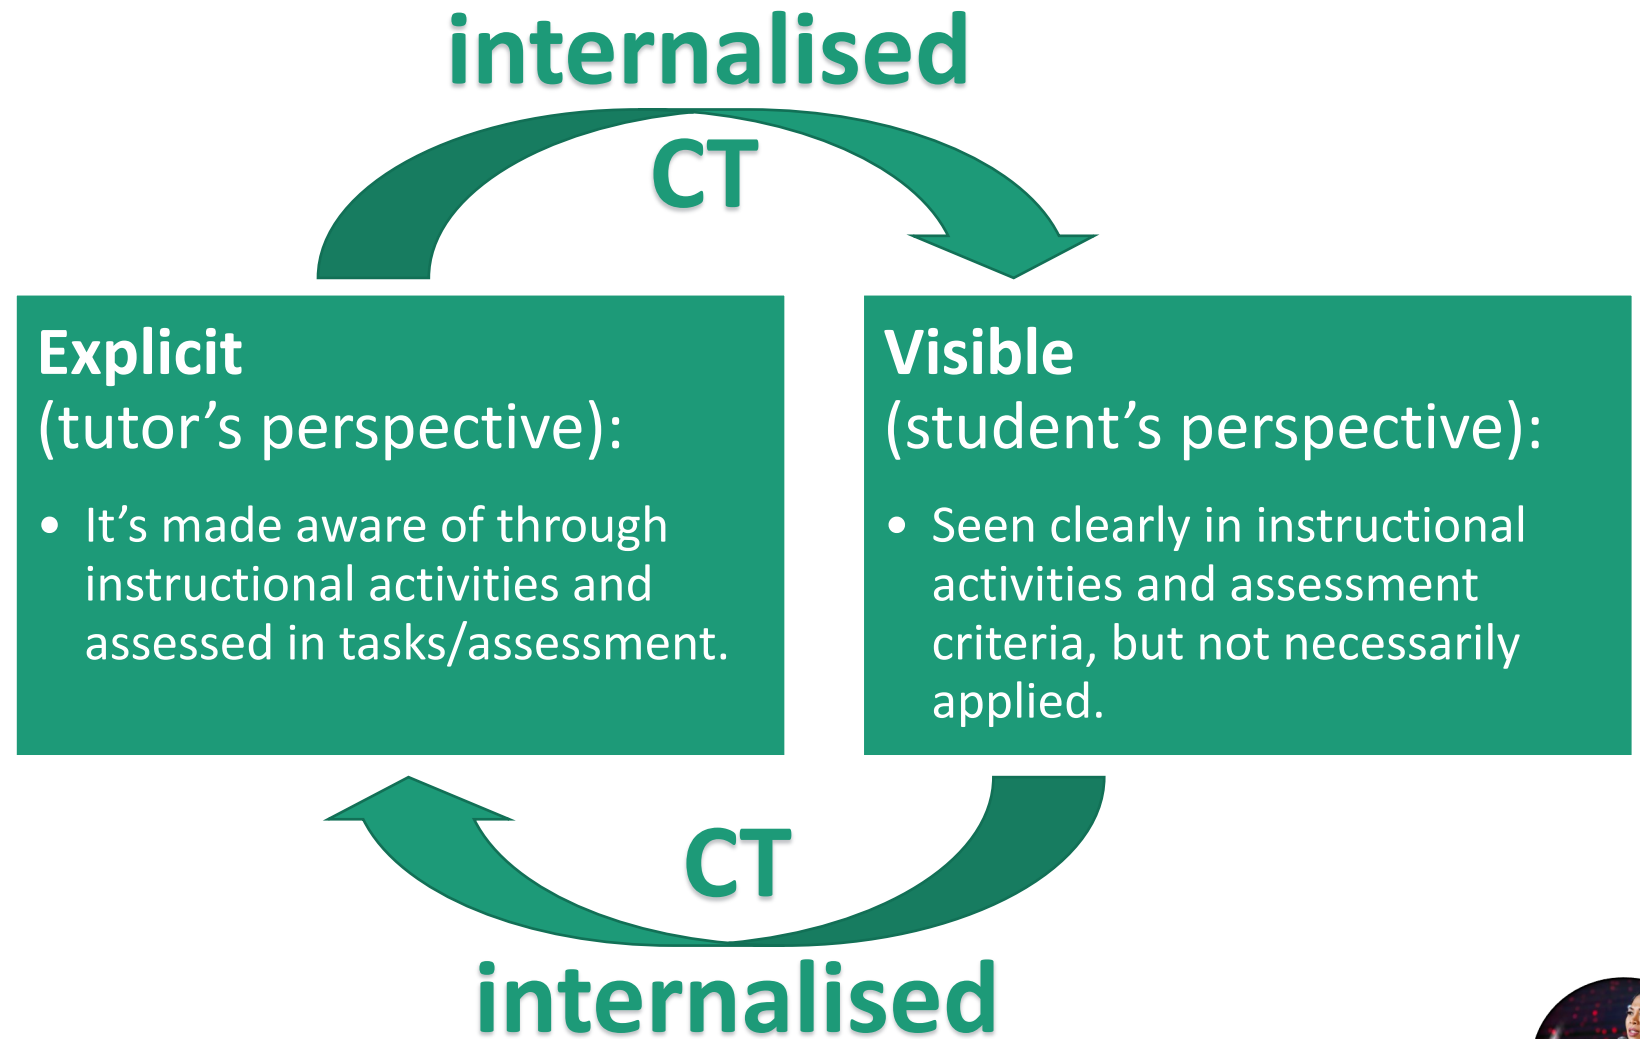 internalised
CT
Explicit
(tutor’s perspective):
• It’s made aware of through
instructional activities and
assessed in tasks/assessment.
Visible
(student’s perspective):
• Seen clearly in instructional
activities and assessment
criteria, but not necessarily
applied.
CT
internalised